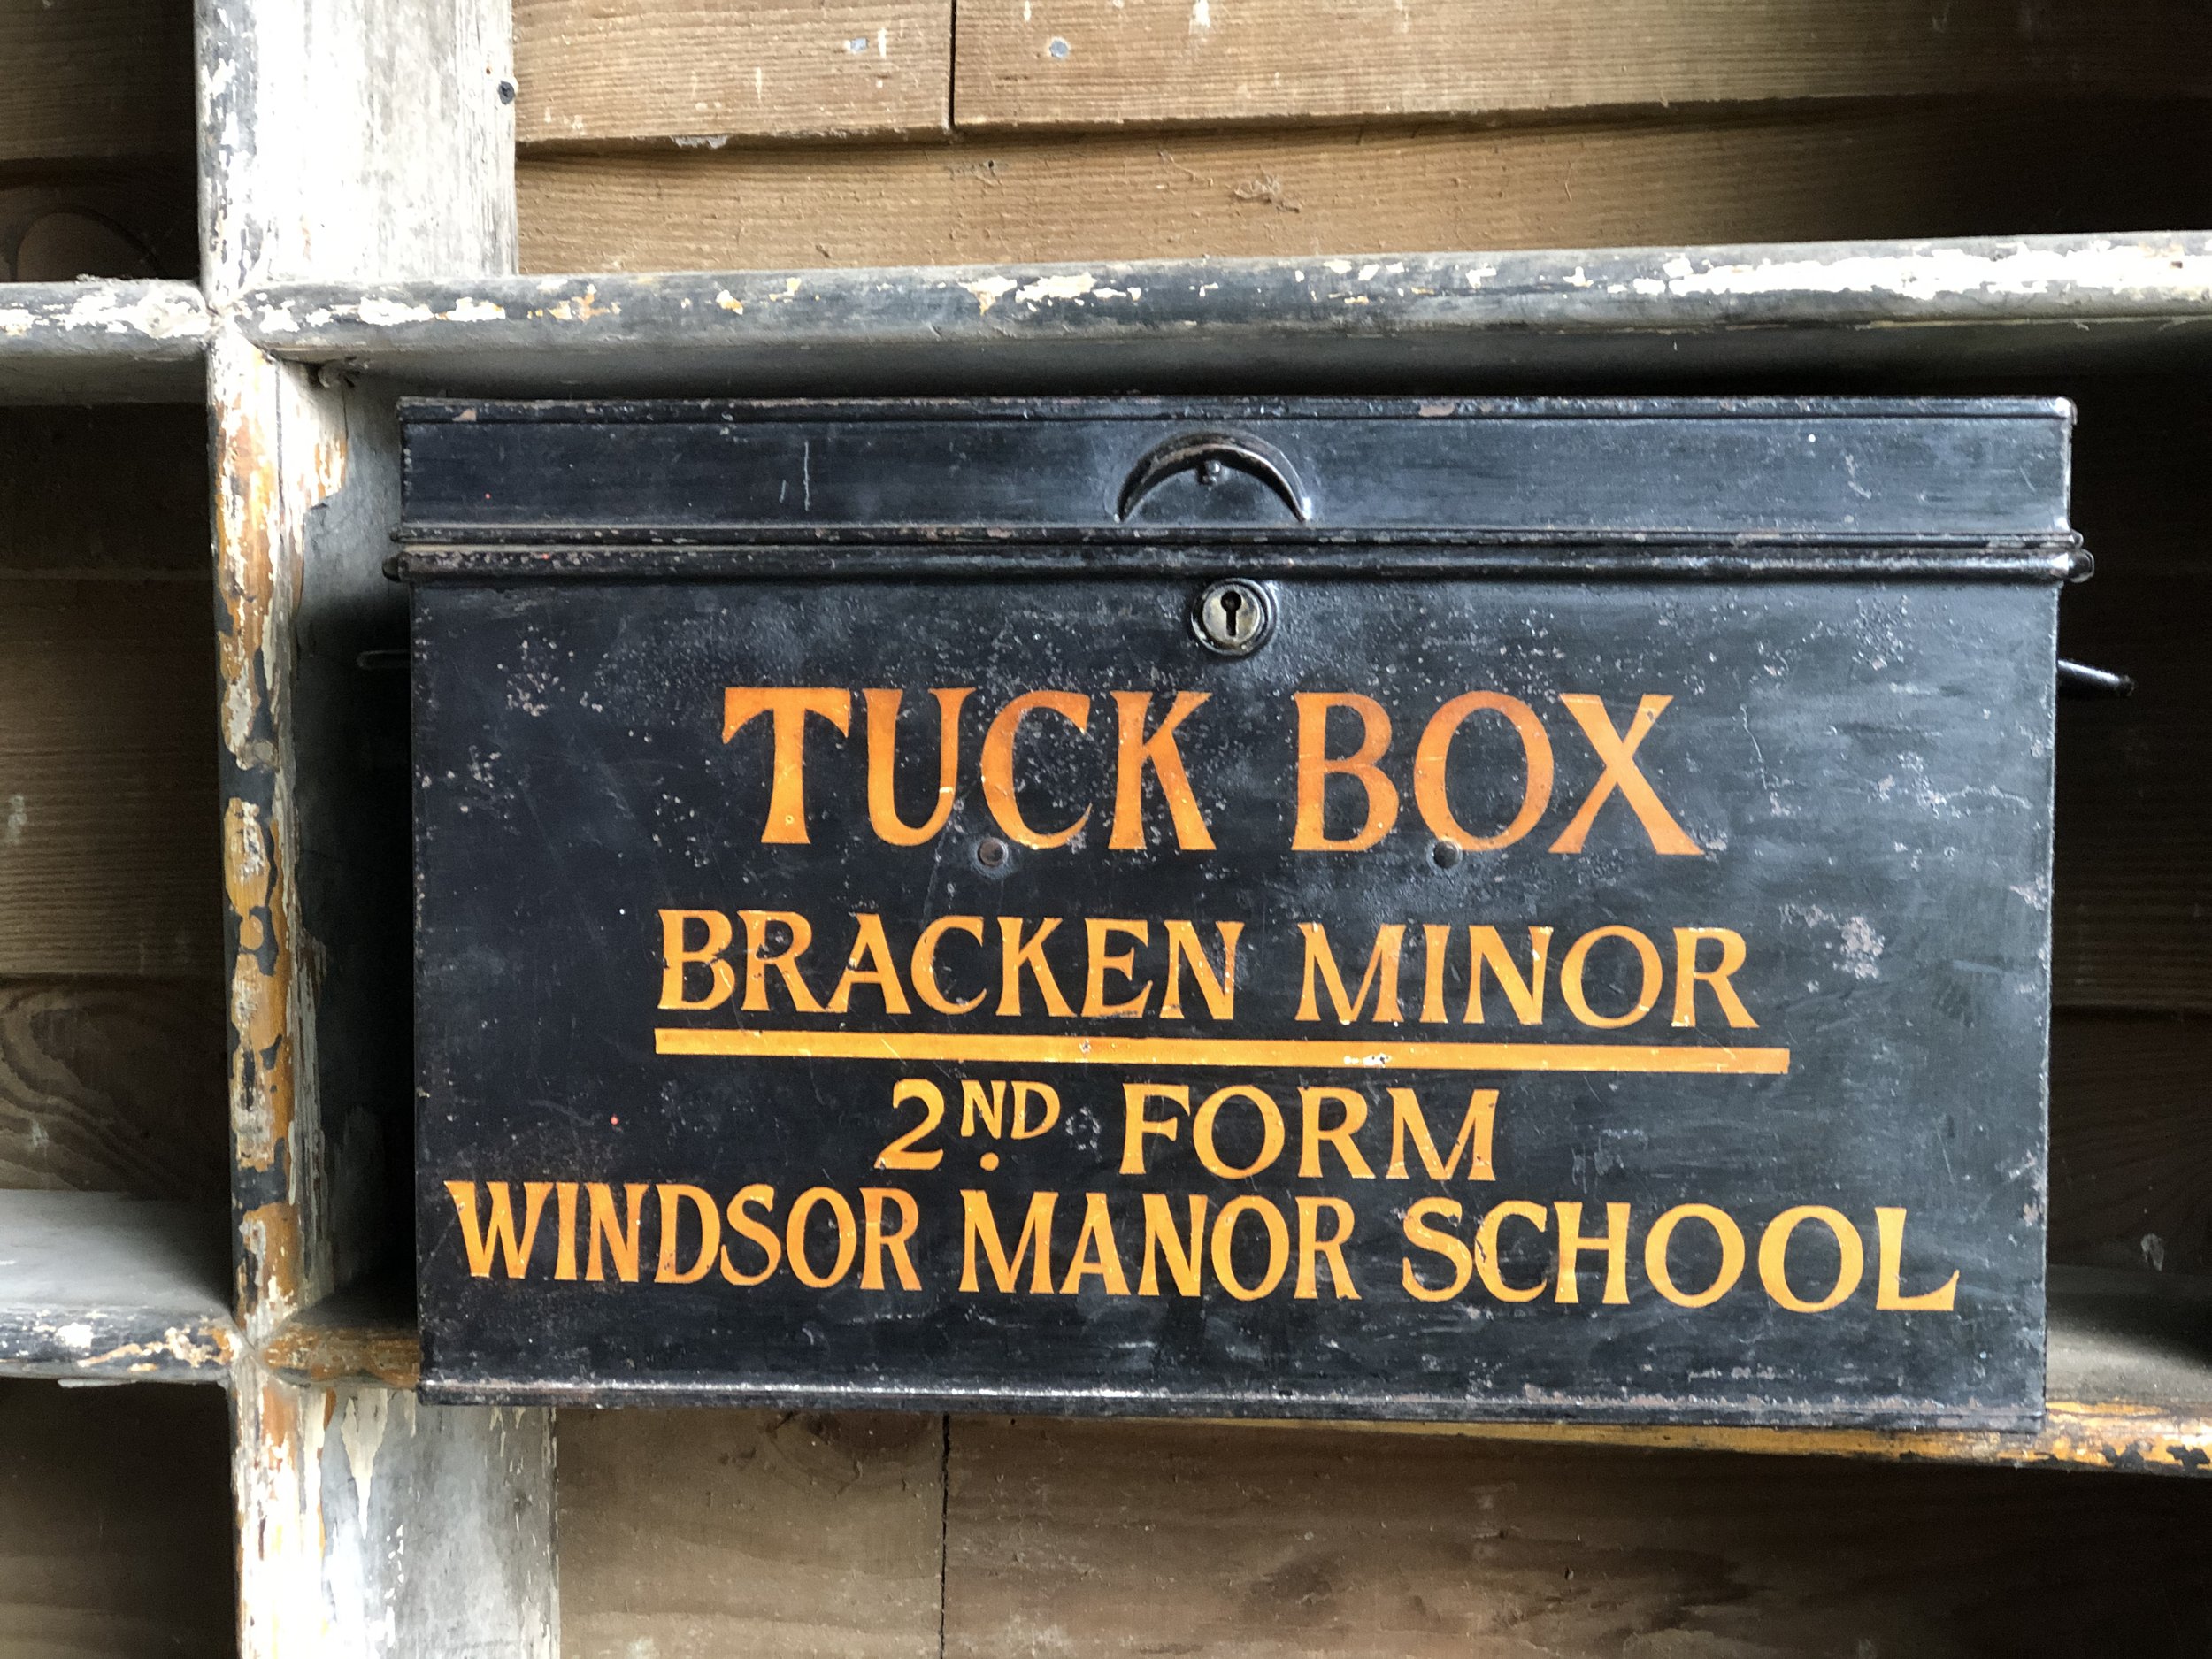 TUCK BOX
BRACKEN MINOR
2ND. FORM
WINDSOR MANOR SCHOOL